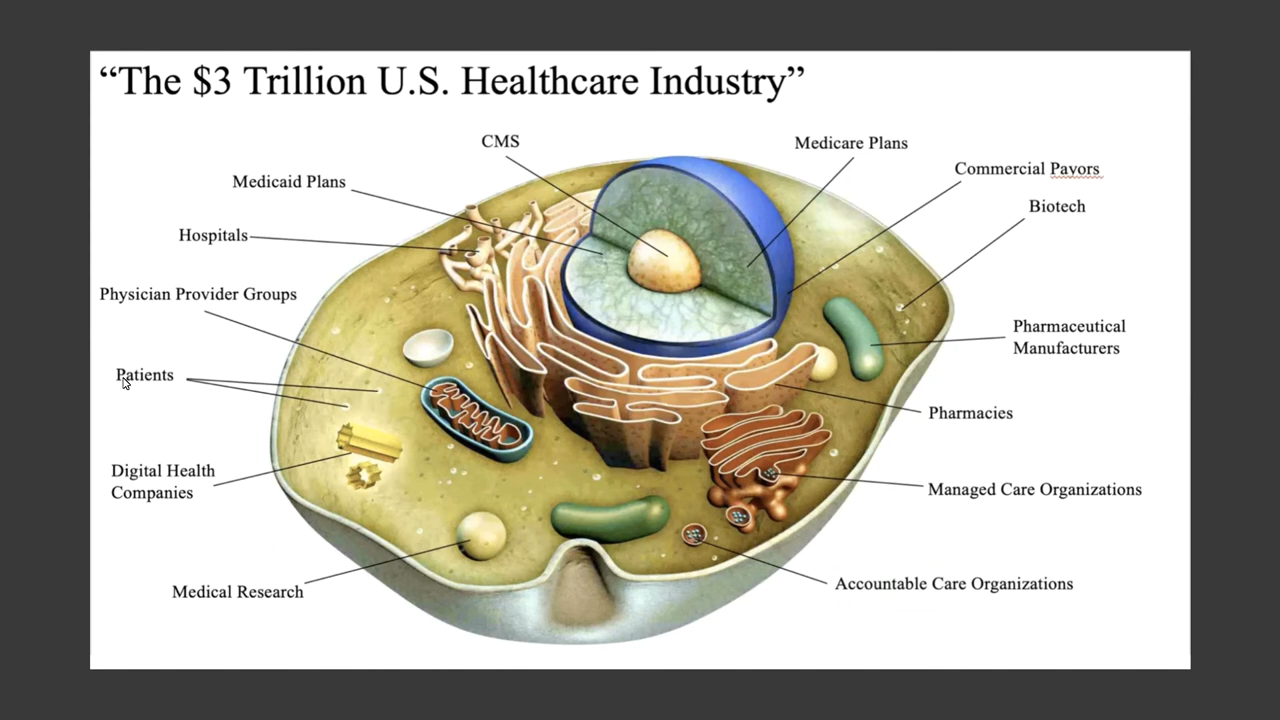 “The $3 Trillion U.S. Healthcare Industry”
CMS
Medicare Plans
Commercial Payors
Medicaid Plans
Biotech
Hospitals
Physician Provider Groups
Pharmaceutical
Manufacturers
Patients
Pharmacies
Digital Health
Companies
Managed Care Organizations
Medical Research
Accountable Care Organizations